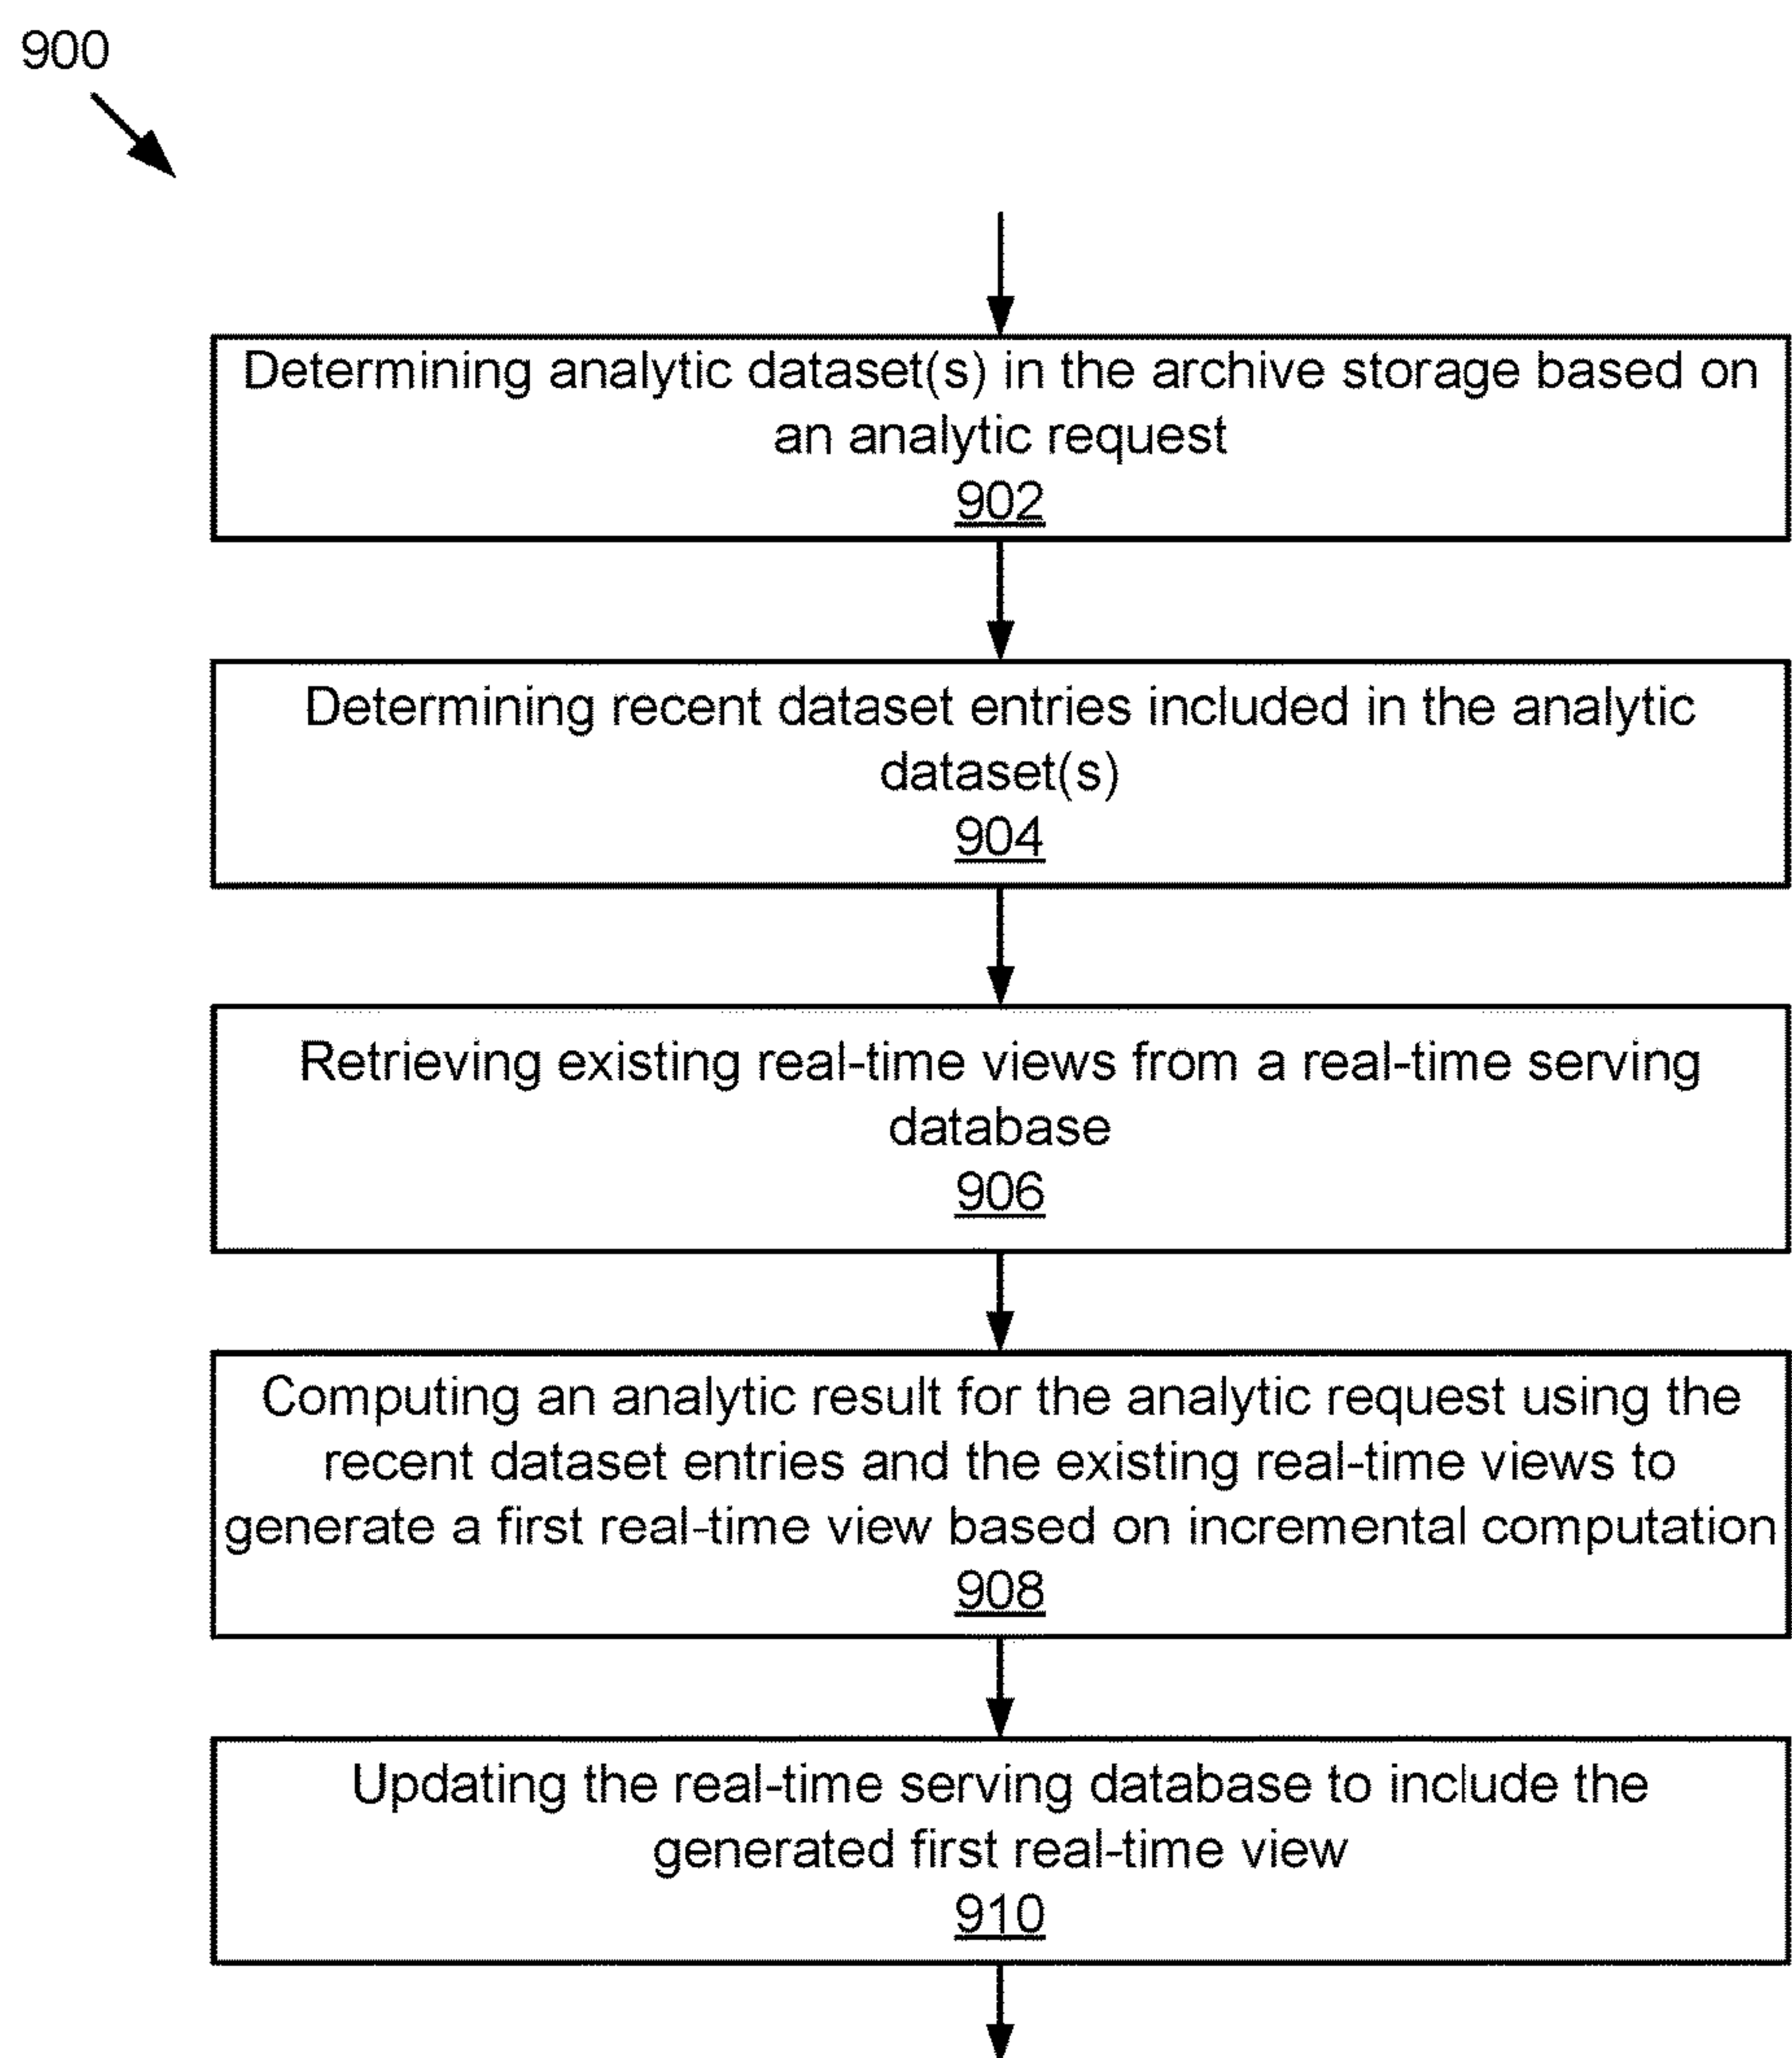 900
Determining analytic dataset(s) in the archive storage based on
an analytic request
902
Determining recent dataset entries included in the analytic
dataset(s)
904
Retrieving existing real-time views from a real-time serving
database
906
Computing an analytic result for the analytic request using the
recent dataset entries and the existing real-time views to
generate a first real-time view based on incremental computation
908
Updating the real-time serving database to include the
generated first real-time view
910